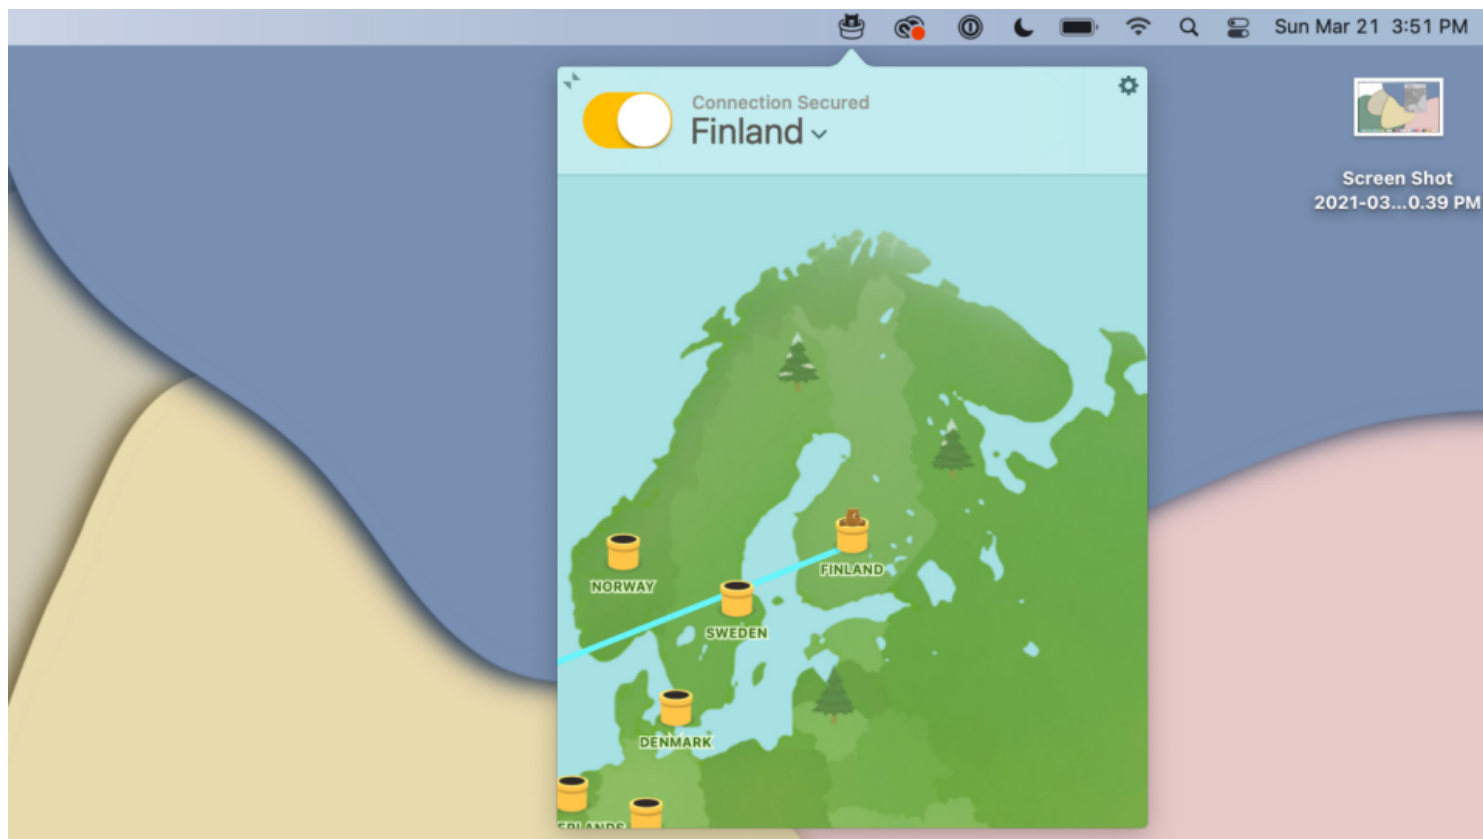 Sun Mar 21 3:51 PM
Connection Secured
Finland
Screen Shot
2021-03...0.39 PM
FINLAND
NORWAY
SWEDEN
DENMARK
ERLANDS